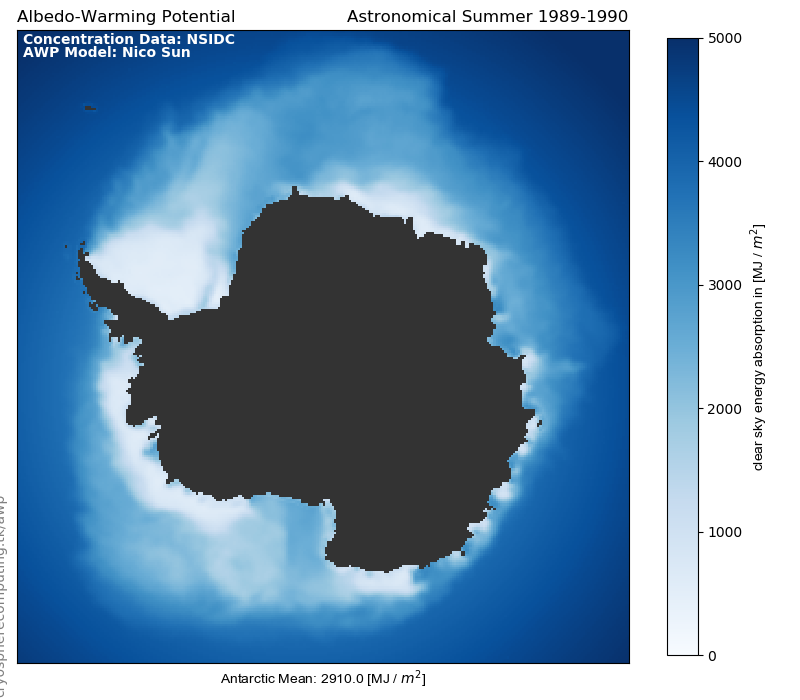 Albedo-Warming Potential
Astronomical Summer 1989-1990
Concentration Data: NSIDC
AWP Model: Nico Sun
5000
4000
3000
2000
1000
0
clear sky energy absorption in [MJ / m²]
cryospherecomputing.tk/awp
Antarctic Mean: 2910.0 [MJ / m²]